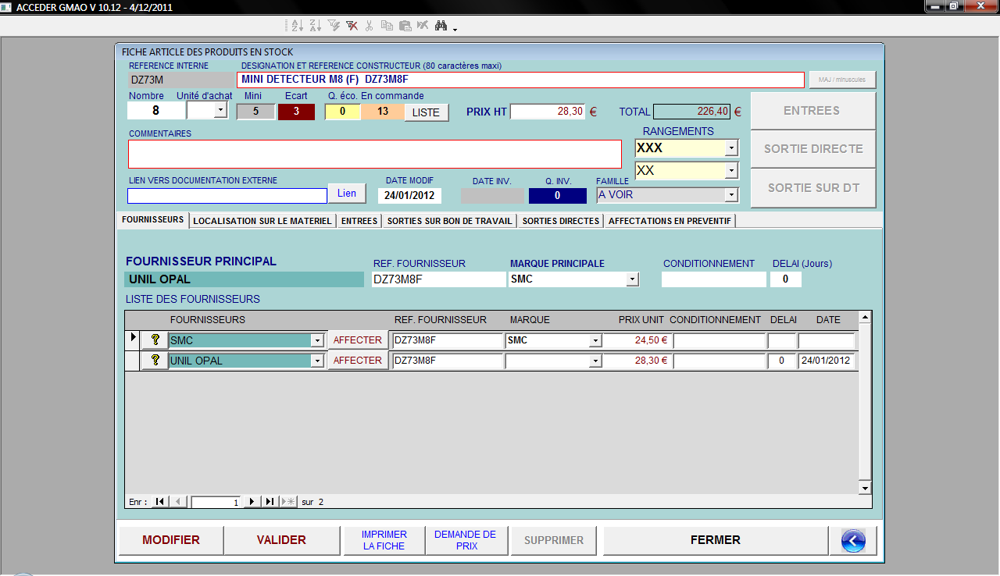 ACCEDER GMAO V 10.12 - 4/12/2011
FICHE ARTICLE DES PRODUITS EN STOCK
REFERENCE INTERNE DESIGNATION ET REFERENCE CONSTRUCTEUR (80 caractères maxi)
DZ73M MINI DETECTEUR M8 (F) DZ73M8F MAJ / minuscules
Nombre Unité d'achat Mini Ecart Q. éco. En commande
8 5 3 0 13 LISTE PRIX HT 28,30 € TOTAL 226,40 € ENTREES
COMMENTAIRES RANGEMENTS
XXX SORTIE DIRECTE
XX
LIEN VERS DOCUMENTATION EXTERNE DATE MODIF DATE INV. Q. INV. FAMILLE
Lien 24/01/2012 0 A VOIR SORTIE SUR DT
FOURNISSEURS LOCALISATION SUR LE MATERIEL ENTREES SORTIES SUR BON DE TRAVAIL SORTIES DIRECTES AFFECTATIONS EN PREVENTIF
FOURNISSEUR PRINCIPAL REF. FOURNISSEUR MARQUE PRINCIPALE CONDITIONNEMENT DELAI (Jours)
UNIL OPAL DZ73M8F SMC 0
LISTE DES FOURNISSEURS
FOURNISSEURS REF. FOURNISSEUR MARQUE PRIX UNIT CONDITIONNEMENT DELAI DATE
? SMC AFFECTER DZ73M8F SMC 24,50 €
? UNIL OPAL AFFECTER DZ73M8F 28,30 € 0 24/01/2012
Enr : 1 sur 2
MODIFIER VALIDER IMPRIMER LA FICHE DEMANDE DE PRIX SUPPRIMER FERMER